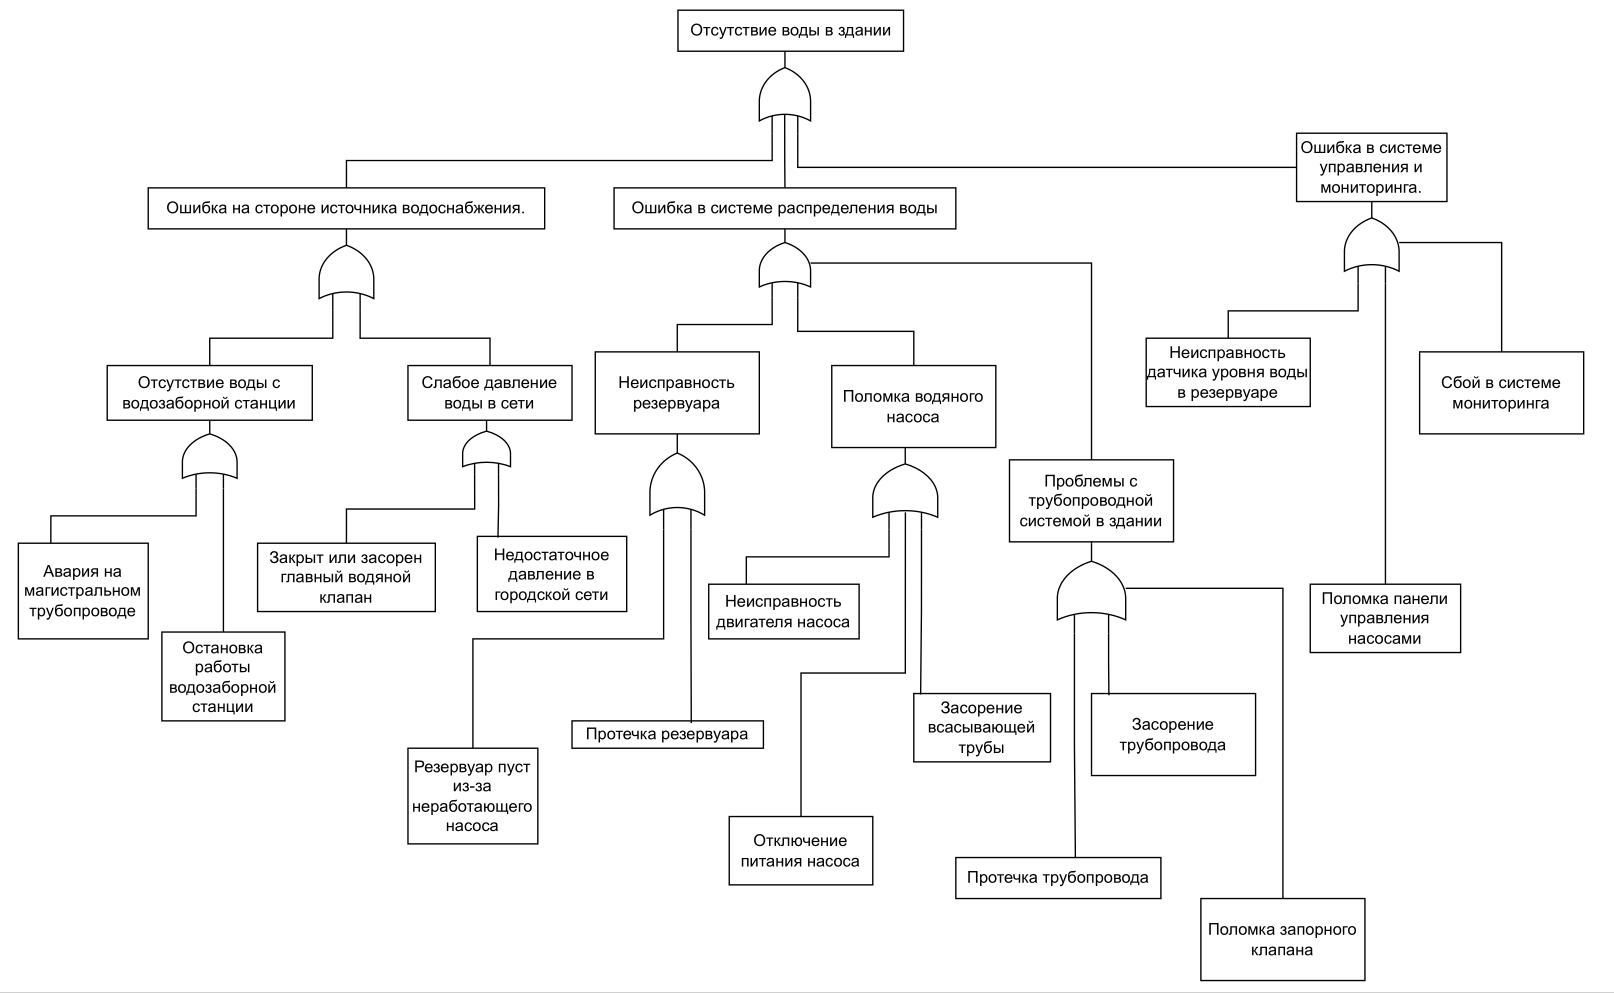 Отсутствие воды в здании
Ошибка в системе
управления и
мониторинга.
Ошибка на стороне источника водоснабжения.
Ошибка в системе распределения воды
Отсутствие воды с
водозаборной станции
Слабое давление
воды в сети
Неисправность
резервуара
Поломка водяного
насоса
Неисправность
датчика уровня воды
в резервуаре
Сбой в системе
мониторинга
Проблемы с
трубопроводной
системой в здании
Авария на
магистральном
трубопроводе
Закрыт или засорен
главный водяной
клапан
Недостаточное
давление в
городской сети
Неисправность
двигателя насоса
Поломка панели
управления
насосами
Остановка
работы
водозаборной
станции
Протечка резервуара
Засорение
всасывающей
трубы
Засорение
трубопровода
Резервуар пуст
из-за
неработающего
насоса
Отключение
питания насоса
Протечка трубопровода
Поломка запорного
клапана